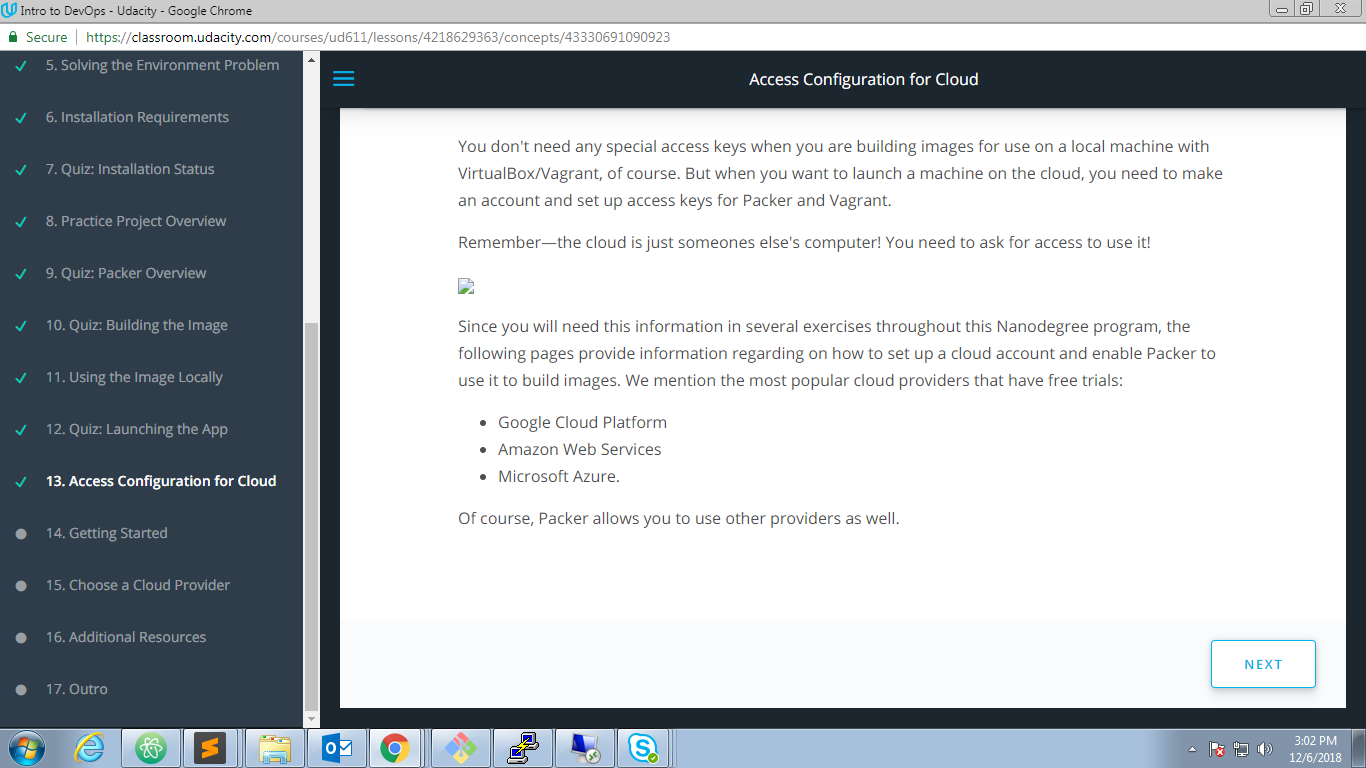 Intro to DevOps - Udacity - Google Chrome
Secure https://classroom.udacity.com/courses/ud611/lessons/4218629363/concepts/43330691090923
5. Solving the Environment Problem
6. Installation Requirements
7. Quiz: Installation Status
8. Practice Project Overview
9. Quiz: Packer Overview
10. Quiz: Building the Image
11. Using the Image Locally
12. Quiz: Launching the App
13. Access Configuration for Cloud
14. Getting Started
15. Choose a Cloud Provider
16. Additional Resources
17. Outro
Access Configuration for Cloud
You don't need any special access keys when you are building images for use on a local machine with
VirtualBox/Vagrant, of course. But when you want to launch a machine on the cloud, you need to make
an account and set up access keys for Packer and Vagrant.
Remember—the cloud is just someones else's computer! You need to ask for access to use it!
Since you will need this information in several exercises throughout this Nanodegree program, the
following pages provide information regarding on how to set up a cloud account and enable Packer to
use it to build images. We mention the most popular cloud providers that have free trials:
• Google Cloud Platform
• Amazon Web Services
• Microsoft Azure.
Of course, Packer allows you to use other providers as well.
NEXT
3:02 PM
12/6/2018